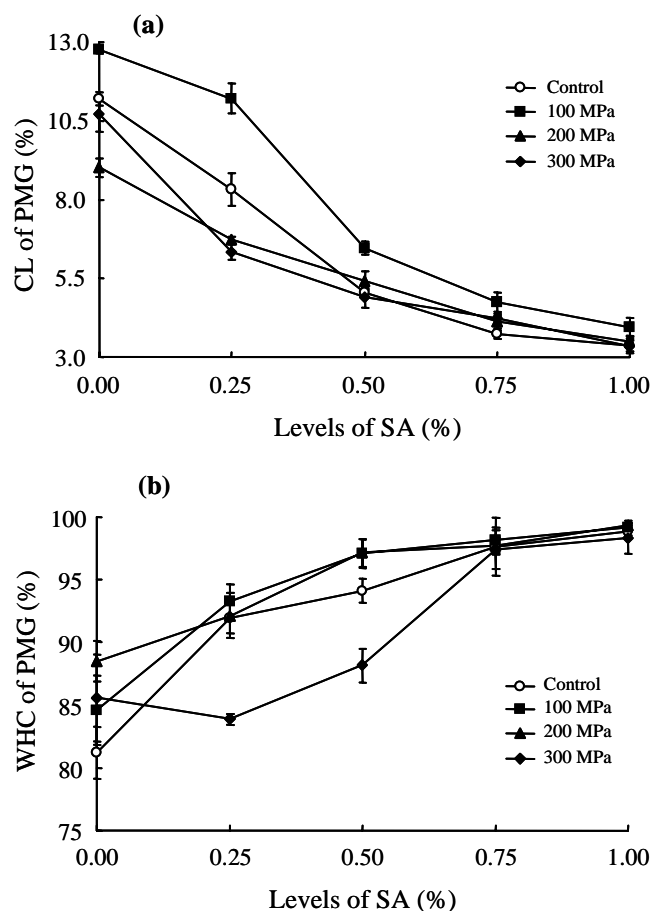 (a)
13.0
10.5
8.0
5.5
3.0
CL of PMG (%)
Control
100 MPa
200 MPa
300 MPa
0.00 0.25 0.50 0.75 1.00
Levels of SA (%)
(b)
100
95
90
85
80
75
WHC of PMG (%)
Control
100 MPa
200 MPa
300 MPa
0.00 0.25 0.50 0.75 1.00
Levels of SA (%)